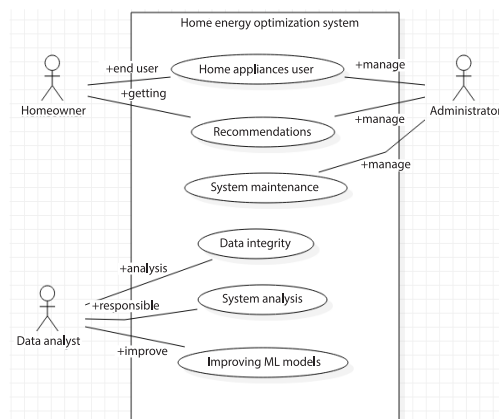 Home energy optimization system
+end user
Home appliances user
+manage
+getting
Homeowner
Administrator
Recommendations
+manage
+manage
System maintenance
Data integrity
+analysis
System analysis
+responsible
Data analyst
+improve
Improving ML models